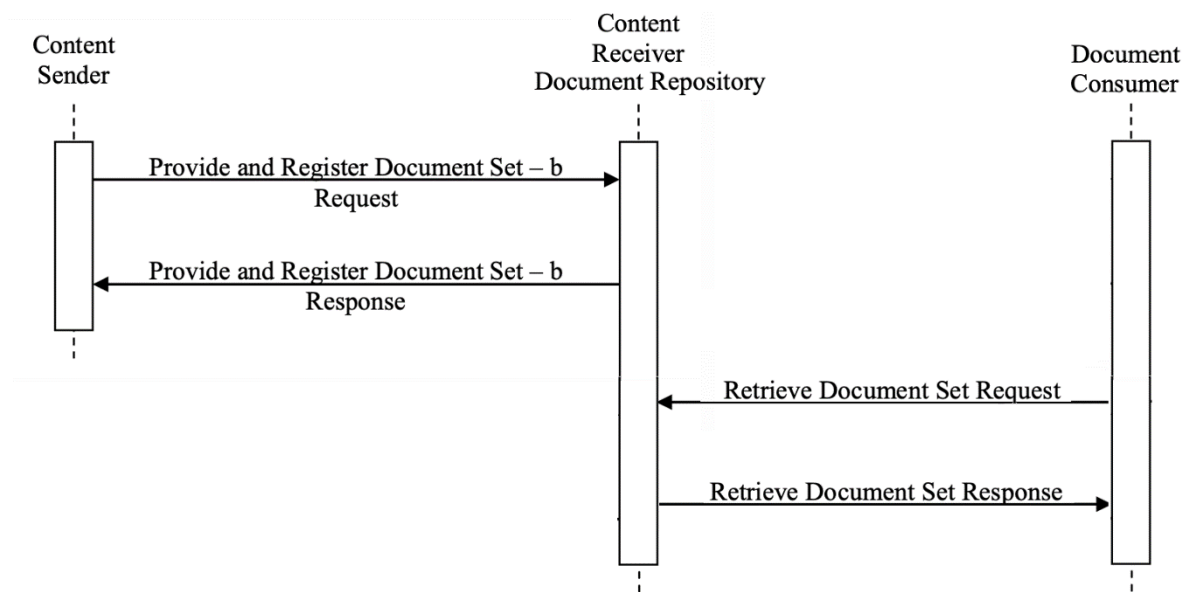 Content
Sender
Content
Receiver
Document Repository
Document
Consumer
Provide and Register Document Set – b
Request
Provide and Register Document Set – b
Response
Retrieve Document Set Request
Retrieve Document Set Response